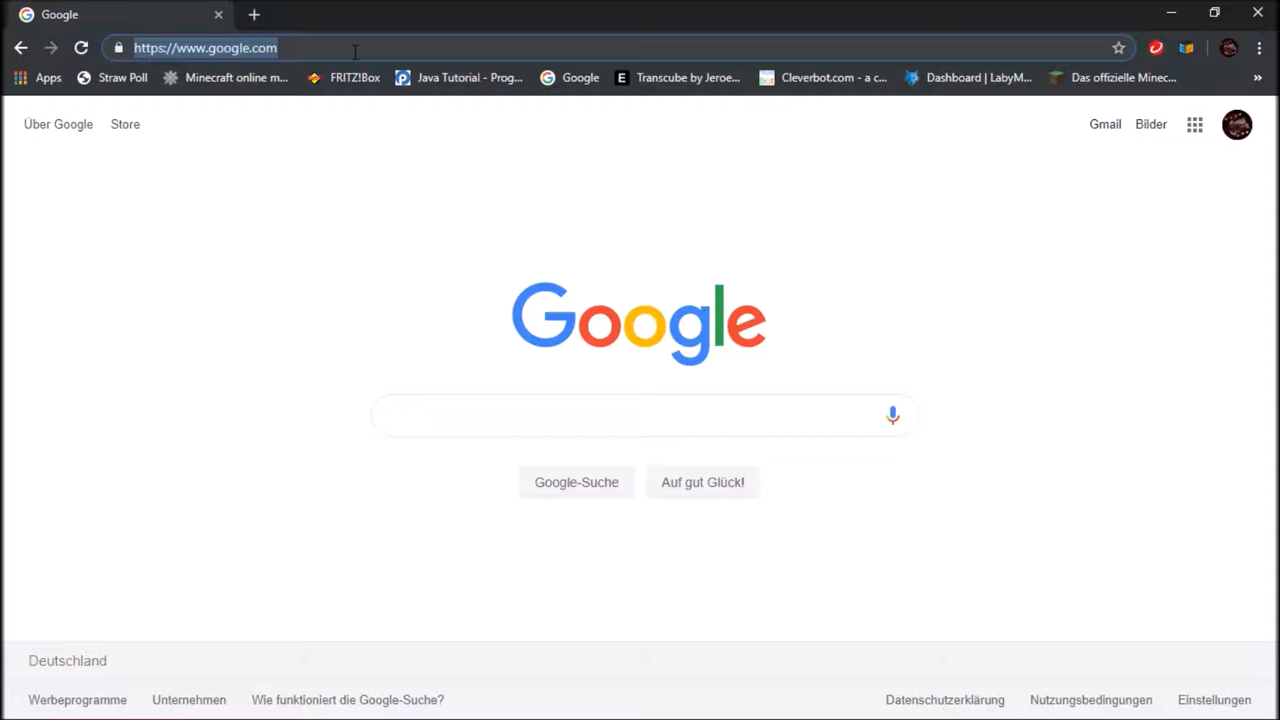 Google
https://www.google.com
Apps Straw Poll Minecraft online m... FRITZ!Box Java Tutorial - Prog... Google Transcube by Jeroe... Cleverbot.com - a c... Dashboard | LabyM... Das offizielle Minec... »
Über Google Store Gmail Bilder
Google
Google-Suche Auf gut Glück!
Deutschland
Werbeprogramme Unternehmen Wie funktioniert die Google-Suche? Datenschutzerklärung Nutzungsbedingungen Einstellungen